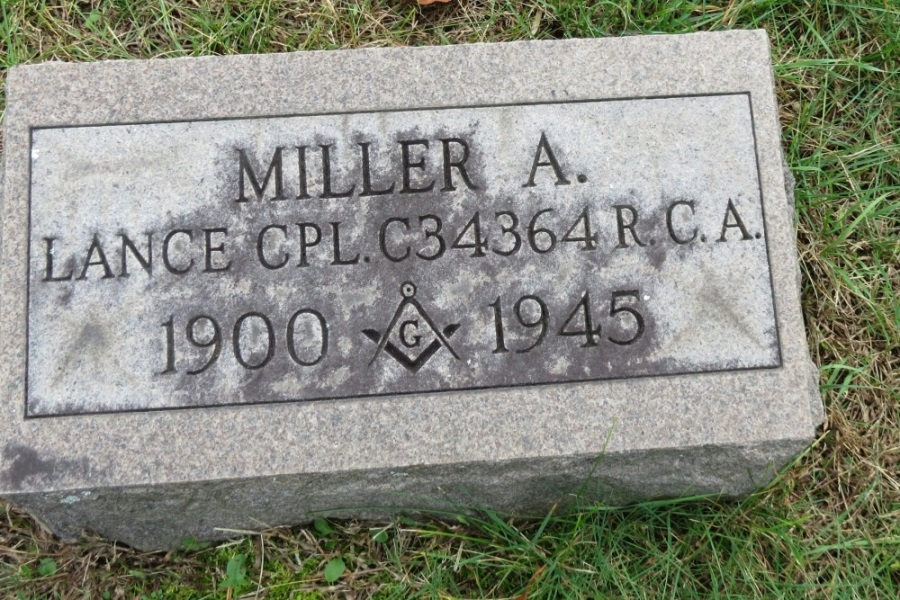 MILLER A.
LANCE CPL. C34364 R.C.A.
1900 G 1945